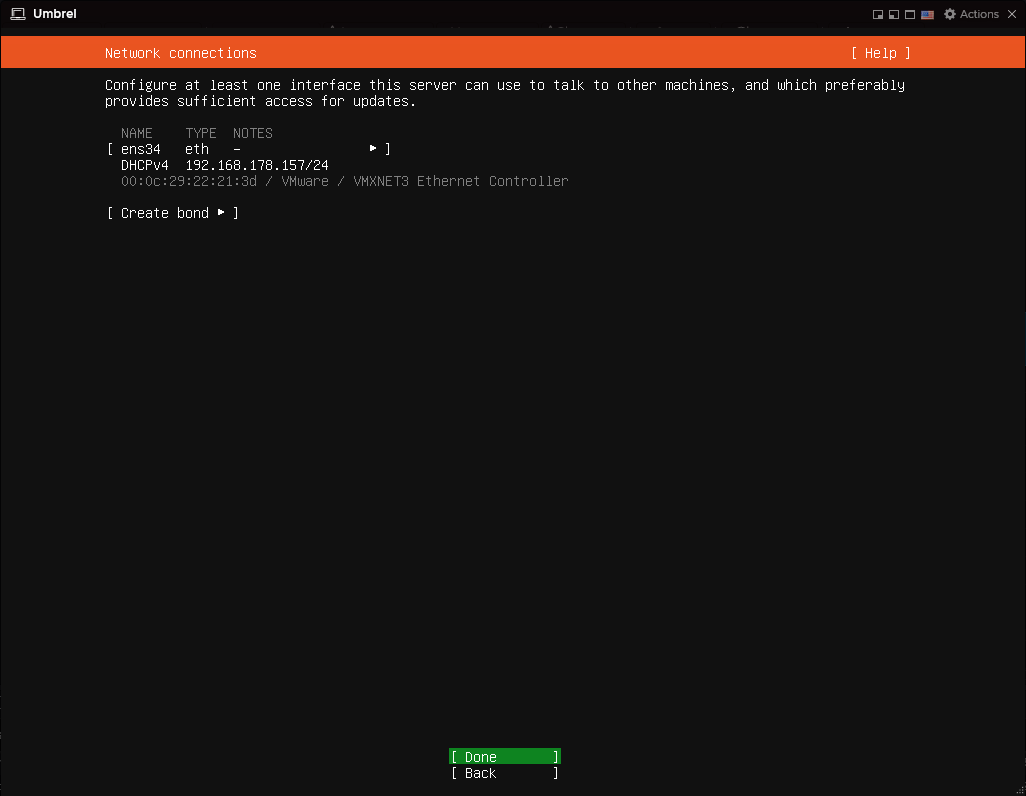 Umbrel
Actions
Network connections [ Help ]
Configure at least one interface this server can use to talk to other machines, and which preferably
provides sufficient access for updates.
NAME TYPE NOTES
[ ens34 eth – ▸ ]
DHCPv4 192.168.178.157/24
00:0c:29:22:21:3d / VMware / VMXNET3 Ethernet Controller
[ Create bond ▸ ]
[ Done ]
[ Back ]